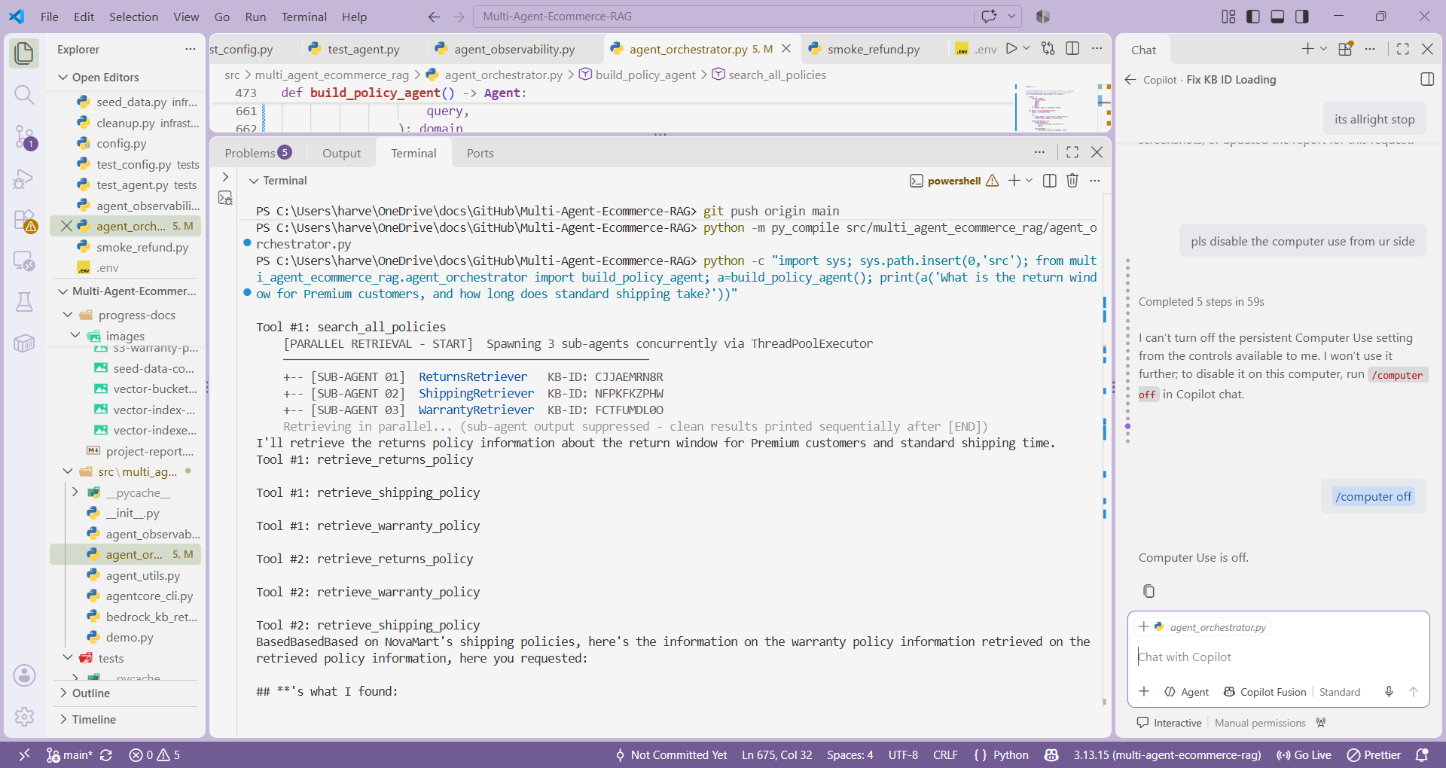 File Edit Selection View Go Run Terminal Help
Multi-Agent-Ecommerce-RAG
Explorer
Open Editors
seed_data.py infr...
cleanup.py infrast...
config.py
test_config.py tests
test_agent.py tests
agent_observabili...
agent_orch... 5, M
smoke_refund.py
.env
Multi-Agent-Ecommer...
progress-docs
images
s3-warranty-p...
seed-data-co...
vector-bucket...
vector-index-...
vector-indexe...
project-report....
src\multi_ag...
__pycache__
__init__.py
agent_observab...
agent_or... 5, M
agent_utils.py
agentcore_cli.py
bedrock_kb_ret...
demo.py
tests
__pycache__
Outline
Timeline
st_config.py test_agent.py agent_observability.py agent_orchestrator.py 5, M smoke_refund.py .env
src > multi_agent_ecommerce_rag > agent_orchestrator.py > build_policy_agent > search_all_policies
473 def build_policy_agent() -> Agent:
661 query,
662 ): domain
Problems 5 Output Terminal Ports
Terminal
powershell
PS C:\Users\harve\OneDrive\docs\GitHub\Multi-Agent-Ecommerce-RAG> git push origin main
PS C:\Users\harve\OneDrive\docs\GitHub\Multi-Agent-Ecommerce-RAG> python -m py_compile src/multi_agent_ecommerce_rag/agent_o
rchestrator.py
PS C:\Users\harve\OneDrive\docs\GitHub\Multi-Agent-Ecommerce-RAG> python -c "import sys; sys.path.insert(0,'src'); from mult
i_agent_ecommerce_rag.agent_orchestrator import build_policy_agent; a=build_policy_agent(); print(a('What is the return wind
ow for Premium customers, and how long does standard shipping take?'))"
Tool #1: search_all_policies
[PARALLEL RETRIEVAL - START] Spawning 3 sub-agents concurrently via ThreadPoolExecutor
+-- [SUB-AGENT 01] ReturnsRetriever KB-ID: CJJAEMRN8R
+-- [SUB-AGENT 02] ShippingRetriever KB-ID: NFPKFKZPHW
+-- [SUB-AGENT 03] WarrantyRetriever KB-ID: FCTFUMDL0O
Retrieving in parallel... (sub-agent output suppressed - clean results printed sequentially after [END])
I'll retrieve the returns policy information about the return window for Premium customers and standard shipping time.
Tool #1: retrieve_returns_policy
Tool #1: retrieve_shipping_policy
Tool #1: retrieve_warranty_policy
Tool #2: retrieve_returns_policy
Tool #2: retrieve_warranty_policy
Tool #2: retrieve_shipping_policy
BasedBasedBased on NovaMart's shipping policies, here's the information on the warranty policy information retrieved on the
retrieved policy information, here you requested:
## **'s what I found:
Chat
Copilot · Fix KB ID Loading
its allright stop
screenshots, or updated the report for this request.
pls disable the computer use from ur side
Completed 5 steps in 59s
I can't turn off the persistent Computer Use setting
from the controls available to me. I won't use it
further; to disable it on this computer, run /computer
off in Copilot chat.
/computer off
Computer Use is off.
agent_orchestrator.py
Chat with Copilot
Agent Copilot Fusion Standard
Interactive Manual permissions
main* 0 5 Not Committed Yet Ln 675, Col 32 Spaces: 4 UTF-8 CRLF { } Python 3.13.15 (multi-agent-ecommerce-rag) Go Live Prettier